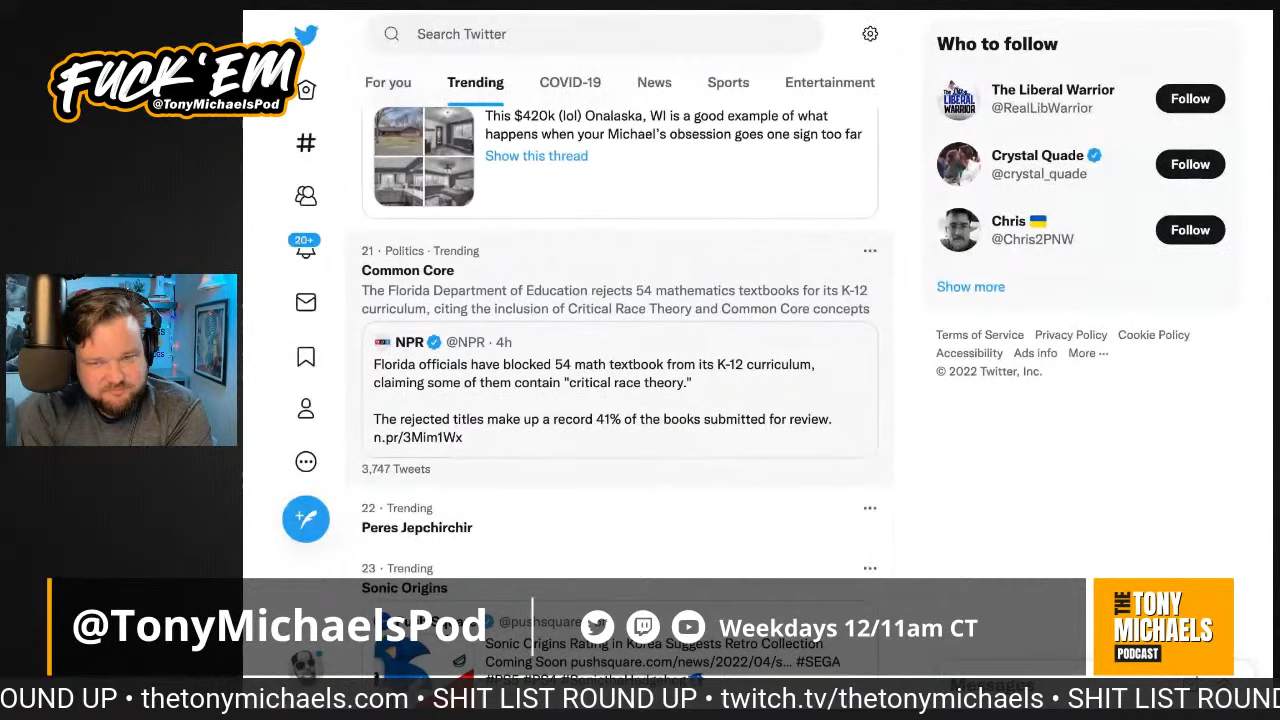 FUCK 'EM
@TonyMichaelsPod
Search Twitter
For you
Trending
COVID-19
News
Sports
Entertainment
This $420k (lol) Onalaska, WI is a good example of what
happens when your Michael's obsession goes one sign too far
Show this thread
20+
21 · Politics · Trending
Common Core
The Florida Department of Education rejects 54 mathematics textbooks for its K-12
curriculum, citing the inclusion of Critical Race Theory and Common Core concepts
NPR @NPR · 4h
Florida officials have blocked 54 math textbook from its K-12 curriculum,
claiming some of them contain "critical race theory."
The rejected titles make up a record 41% of the books submitted for review.
n.pr/3Mim1Wx
3,747 Tweets
22 · Trending
Peres Jepchirchir
23 · Trending
Sonic Origins
@pushsquare
Sonic Origins Rating in Korea Suggests Retro Collection
Coming Soon pushsquare.com/news/2022/04/s... #SEGA
#PS5 #PS4 #SonictheHedgehog
Who to follow
THE LIBERAL WARRIOR
The Liberal Warrior
@RealLibWarrior
Follow
Crystal Quade
@crystal_quade
Follow
Chris
@Chris2PNW
Follow
Show more
Terms of Service Privacy Policy Cookie Policy
Accessibility Ads info More ···
© 2022 Twitter, Inc.
Messages
@TonyMichaelsPod
Weekdays 12/11am CT
THE TONY
MICHAELS
PODCAST
OUND UP • thetonymichaels.com • SHIT LIST ROUND UP • twitch.tv/thetonymichaels • SHIT LIST ROUND